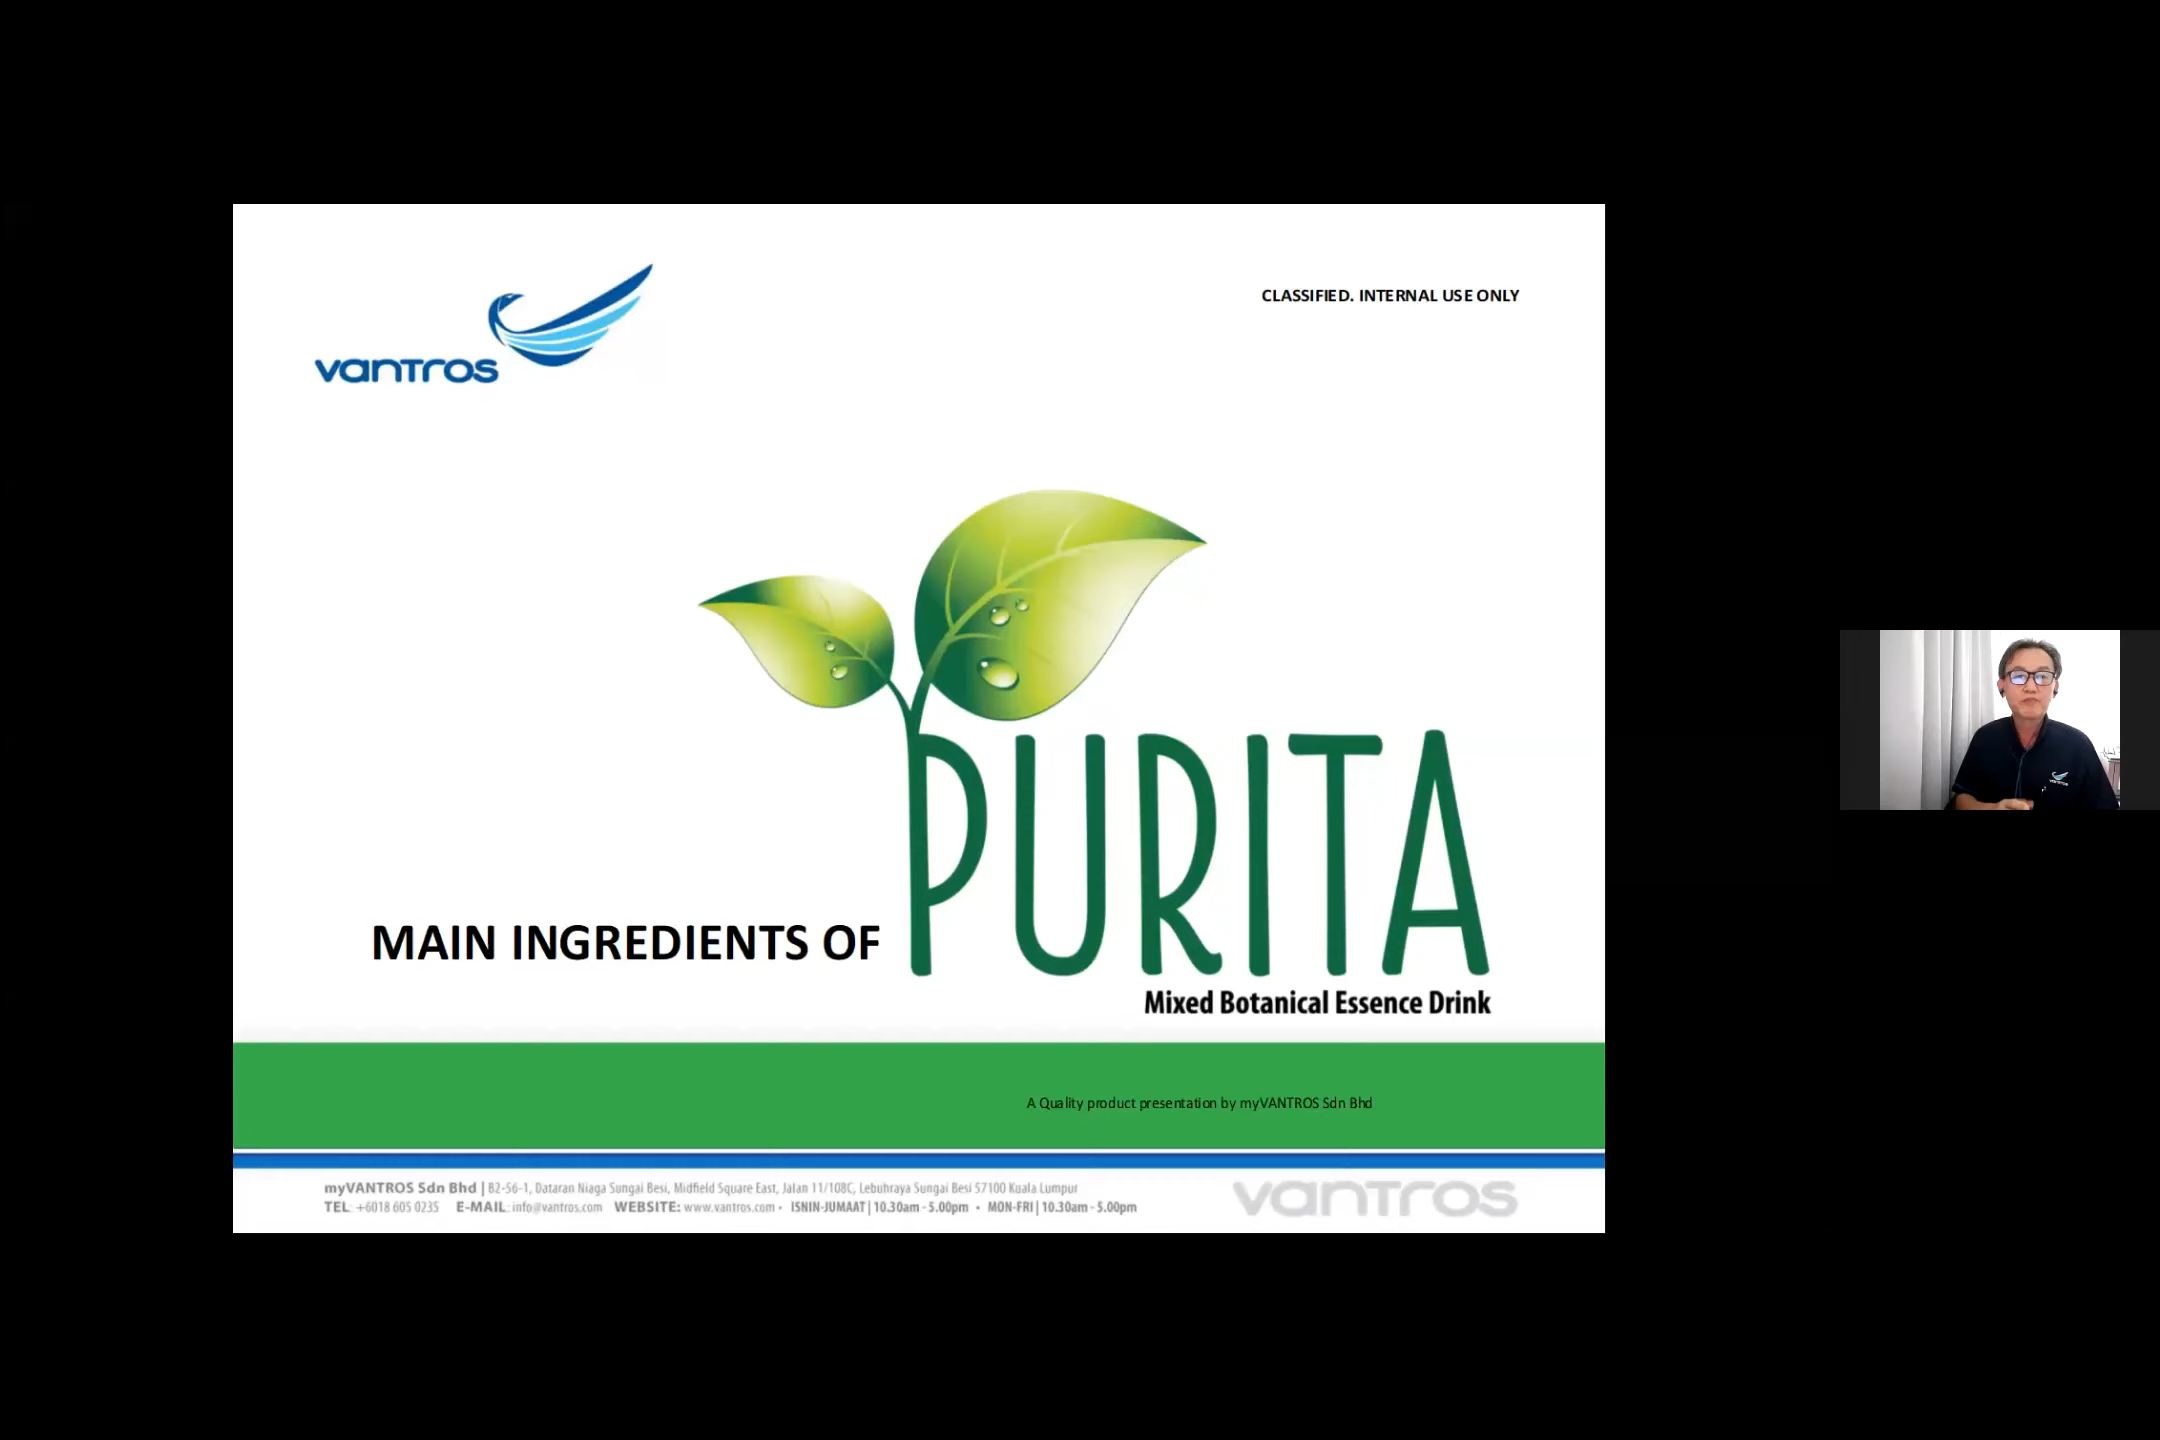 vantros
CLASSIFIED. INTERNAL USE ONLY
MAIN INGREDIENTS OF PURITA
Mixed Botanical Essence Drink
A Quality product presentation by myVANTROS Sdn Bhd
myVANTROS Sdn Bhd | B2-56-1, Dataran Niaga Sungai Besi, Midfield Square East, Jalan 11/108C, Lebuhraya Sungai Besi 57100 Kuala Lumpur
TEL: +6018 605 0235 E-MAIL: info@vantros.com WEBSITE: www.vantros.com • ISNIN-JUMAAT | 10.30am - 5.00pm • MON-FRI | 10.30am - 5.00pm
vantros